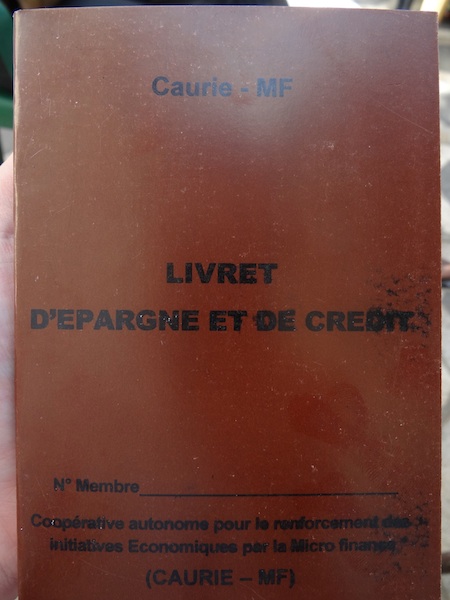 Caurie - MF
LIVRET
D'EPARGNE ET DE CREDIT
N° Membre
Coopérative autonome pour le renforcement des
initiatives Economiques par la Micro finance
(CAURIE – MF)